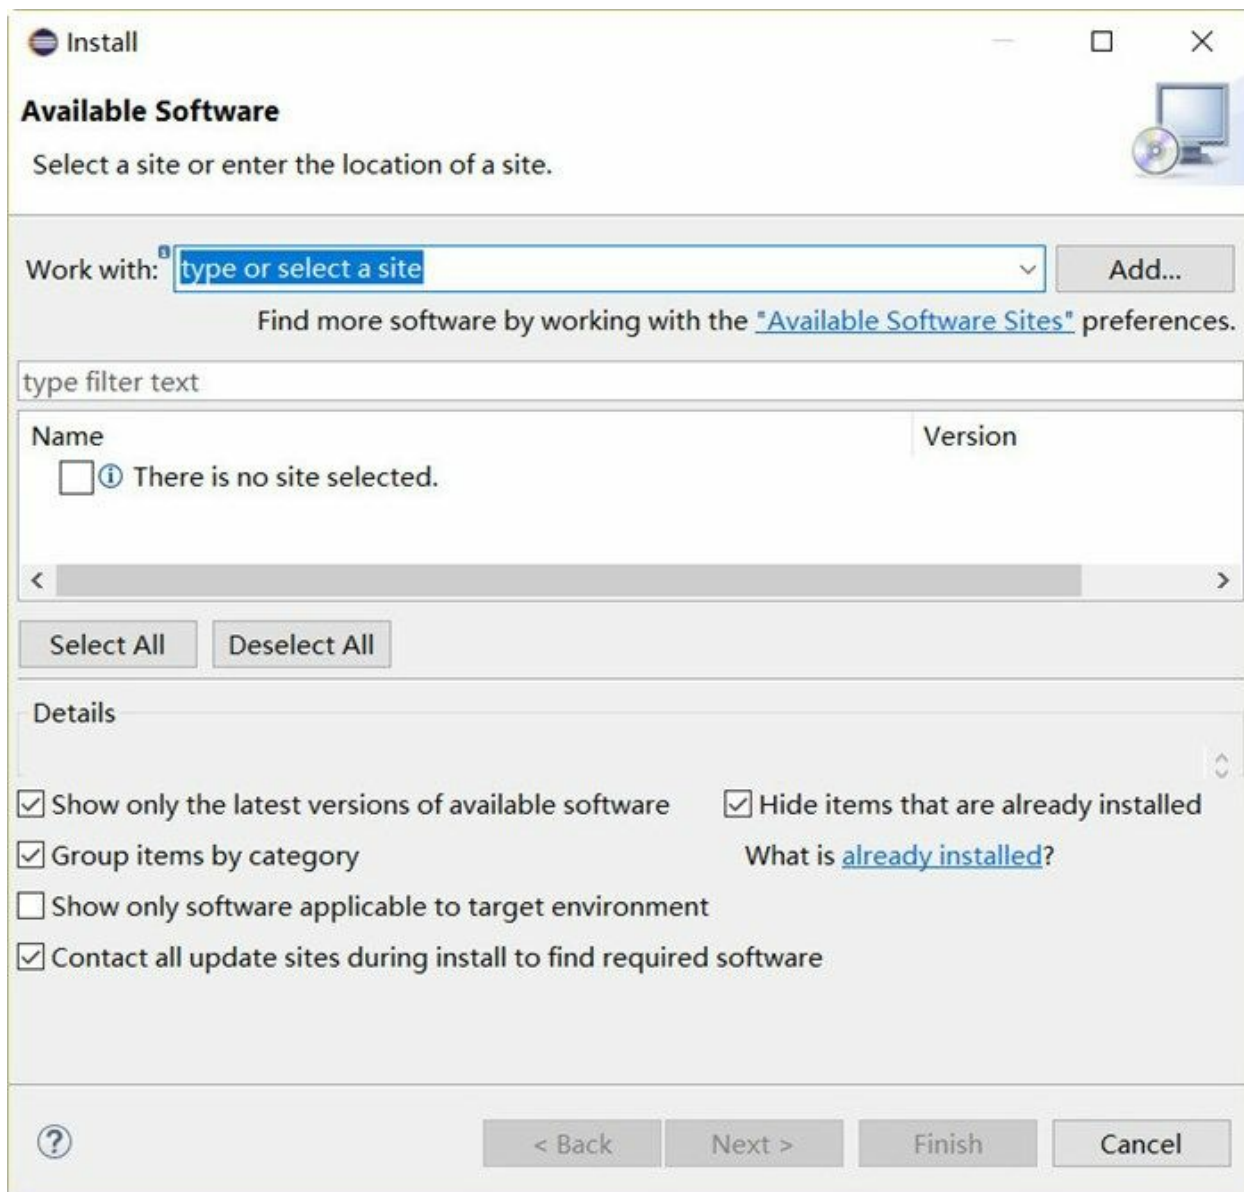 Install
Available Software
Select a site or enter the location of a site.
Work with: type or select a site Add...
Find more software by working with the "Available Software Sites" preferences.
type filter text
Name Version
There is no site selected.
Select All Deselect All
Details
Show only the latest versions of available software Hide items that are already installed
Group items by category What is already installed?
Show only software applicable to target environment
Contact all update sites during install to find required software
? < Back Next > Finish Cancel